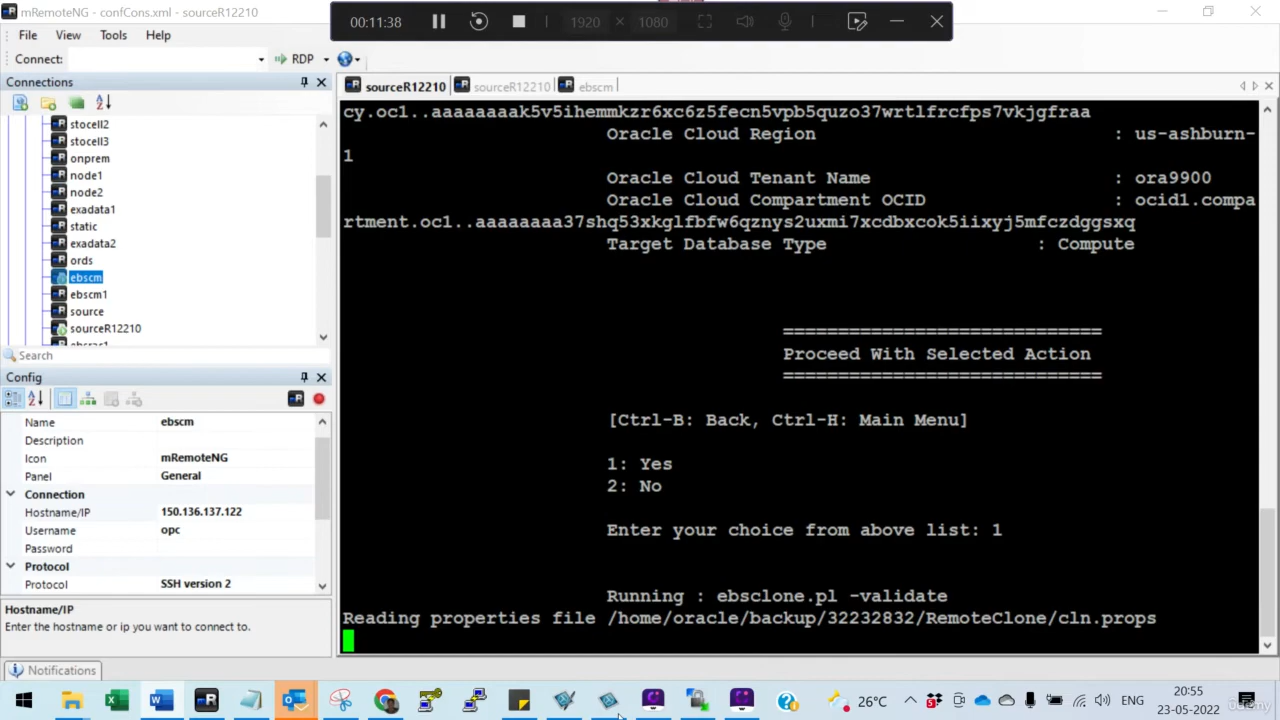 mRemoteNG - confCons.xml - sourceR12210
00:11:38
1920 × 1080
File View Tools Help
Connect:
RDP
Connections
sourceR12210
sourceR12210
ebscm
stocell2
stocell3
onprem
node1
node2
exadata1
static
exadata2
ords
ebscm
ebscm1
source
sourceR12210
Search
Config
Name ebscm
Description
Icon mRemoteNG
Panel General
Connection
Hostname/IP 150.136.137.122
Username opc
Password
Protocol
Protocol SSH version 2
Hostname/IP
Enter the hostname or ip you want to connect to.
Notifications
cy.oc1..aaaaaaaak5v5ihemmkzr6xc6z5fecn5vpb5quzo37wrtlfrcfps7vkjgfraa
Oracle Cloud Region : us-ashburn-
1
Oracle Cloud Tenant Name : ora9900
Oracle Cloud Compartment OCID : ocid1.compa
rtment.oc1..aaaaaaaa37shq53xkglfbfw6qznys2uxmi7xcdbxcok5iixyj5mfczdggsxq
Target Database Type : Compute
=============================
Proceed With Selected Action
=============================
[Ctrl-B: Back, Ctrl-H: Main Menu]
1: Yes
2: No
Enter your choice from above list: 1
Running : ebsclone.pl -validate
Reading properties file /home/oracle/backup/32232832/RemoteClone/cln.props
26°C
ENG
20:55
23-05-2022
udemy